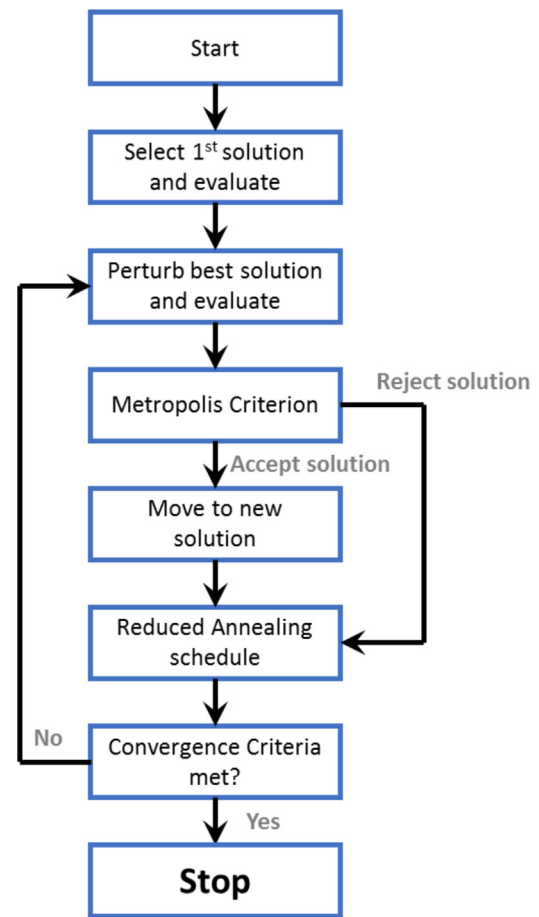 Start
Select 1st solution
and evaluate
Perturb best solution
and evaluate
Metropolis Criterion
Reject solution
Accept solution
Move to new
solution
Reduced Annealing
schedule
No
Convergence Criteria
met?
Yes
Stop